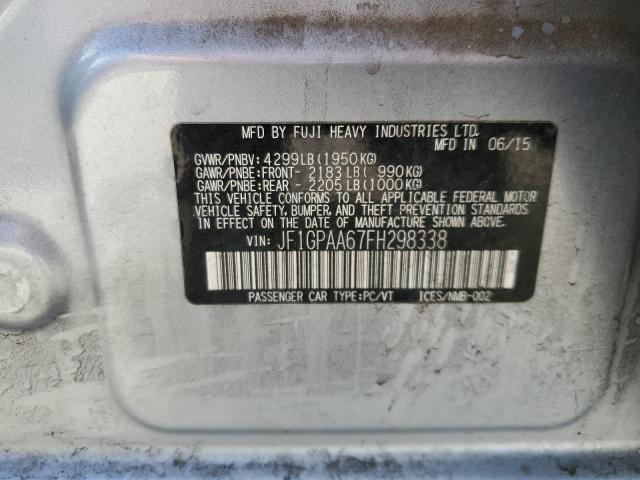 MFD BY FUJI HEAVY INDUSTRIES LTD.
MFD IN 06/15
GVWR/PNBV: 4299LB(1950KG)
GAWR/PNBE:FRONT- 2183LB( 990KG)
GAWR/PNBE:REAR - 2205LB(1000KG)
THIS VEHICLE CONFORMS TO ALL APPLICABLE FEDERAL MOTOR
VEHICLE SAFETY, BUMPER, AND THEFT PREVENTION STANDARDS
IN EFFECT ON THE DATE OF MANUFACTURE SHOWN ABOVE.
VIN: JF1GPAA67FH298338
PASSENGER CAR TYPE:PC/VT ICES/NMB-002